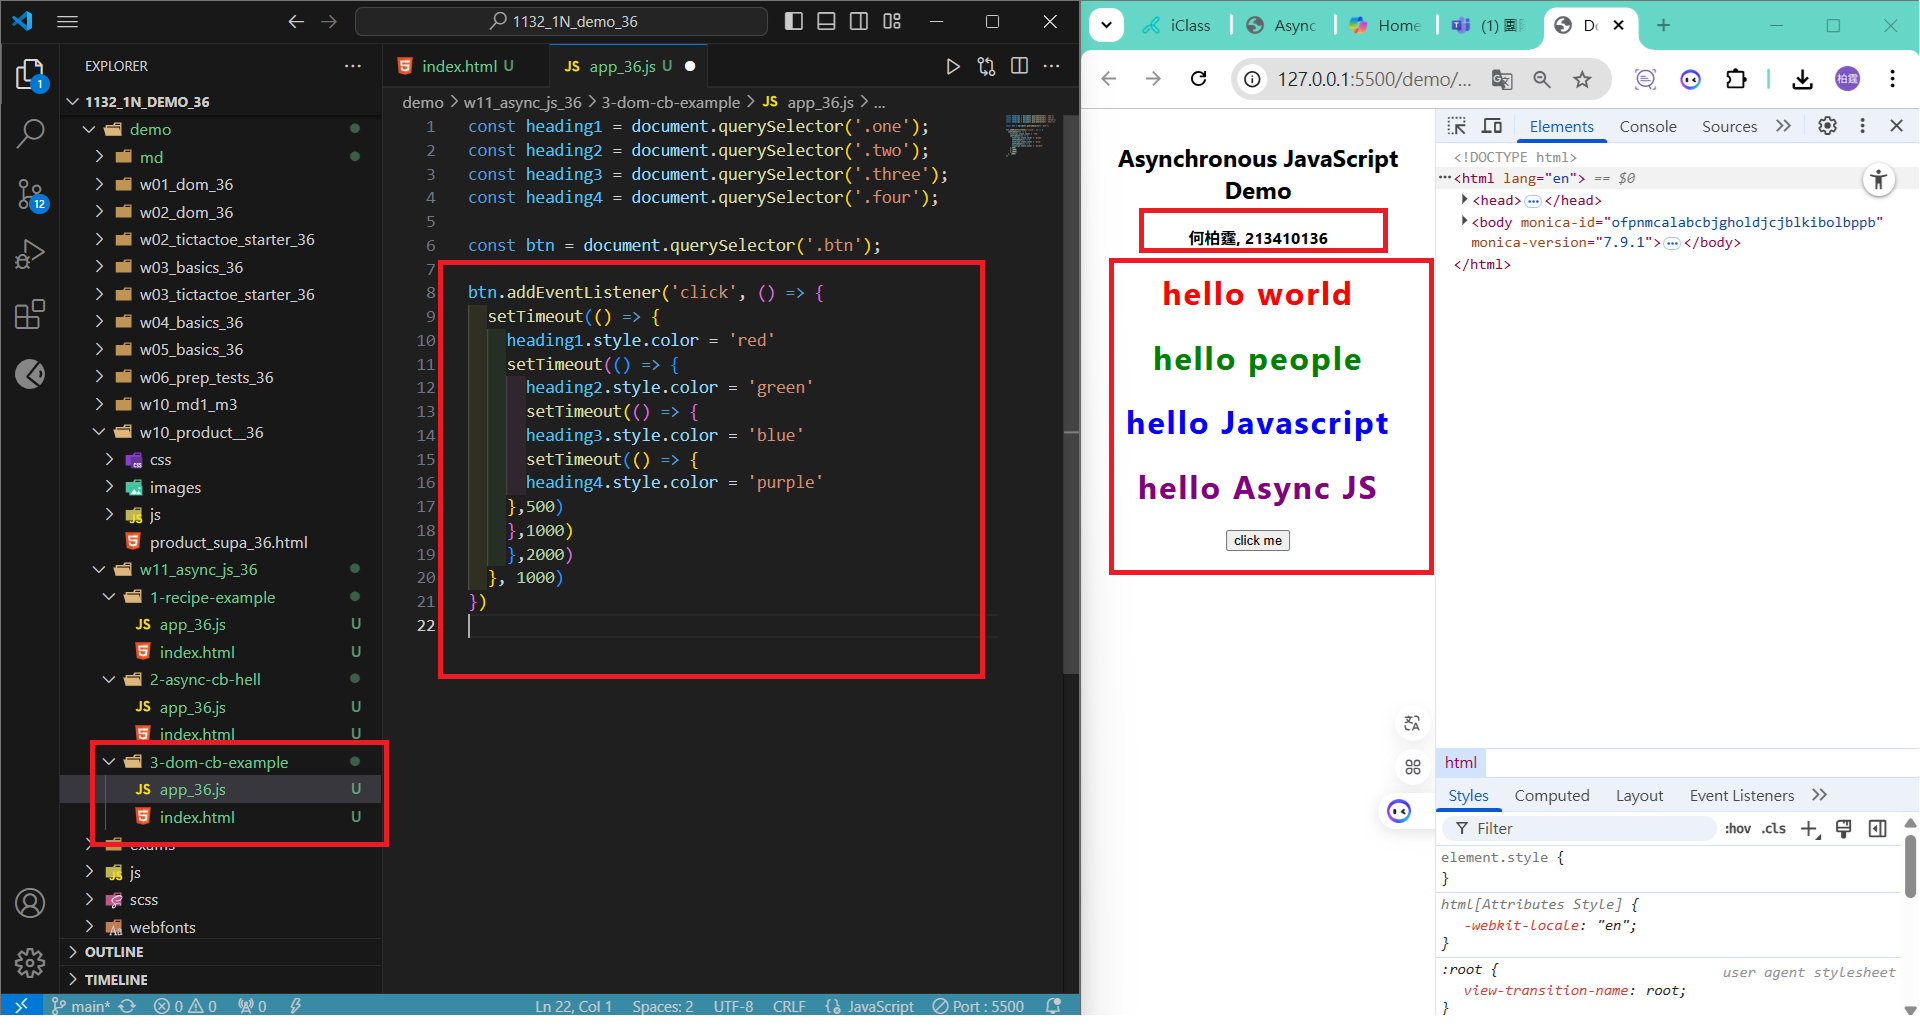 1132_1N_demo_36
EXPLORER
1132_1N_DEMO_36
demo
md
w01_dom_36
w02_dom_36
w02_tictactoe_starter_36
w03_basics_36
w03_tictactoe_starter_36
w04_basics_36
w05_basics_36
w06_prep_tests_36
w10_md1_m3
w10_product__36
css
images
js
product_supa_36.html
w11_async_js_36
1-recipe-example
app_36.js U
index.html U
2-async-cb-hell
app_36.js U
index.html U
3-dom-cb-example
app_36.js U
index.html U
exams
js
scss
webfonts
OUTLINE
TIMELINE
1
12
index.html U
JS app_36.js U
demo > w11_async_js_36 > 3-dom-cb-example > JS app_36.js > ...
1 const heading1 = document.querySelector('.one');
2 const heading2 = document.querySelector('.two');
3 const heading3 = document.querySelector('.three');
4 const heading4 = document.querySelector('.four');
5
6 const btn = document.querySelector('.btn');
7
8 btn.addEventListener('click', () => {
9 setTimeout(() => {
10 heading1.style.color = 'red'
11 setTimeout(() => {
12 heading2.style.color = 'green'
13 setTimeout(() => {
14 heading3.style.color = 'blue'
15 setTimeout(() => {
16 heading4.style.color = 'purple'
17 },500)
18 },1000)
19 },2000)
20 }, 1000)
21 })
22
main* 0 0 0 Ln 22, Col 1 Spaces: 2 UTF-8 CRLF {} JavaScript Port : 5500
iClass
Async
Home
(1) 團
Do
127.0.0.1:5500/demo/...
柏霆
Asynchronous JavaScript
Demo
何柏霆, 213410136
hello world
hello people
hello Javascript
hello Async JS
click me
Elements Console Sources
<!DOCTYPE html>
<html lang="en"> == $0
<head> </head>
<body monica-id="ofpnmcalabcbjgholdjcjblkibolbppb"
monica-version="7.9.1"> </body>
</html>
html
Styles Computed Layout Event Listeners
Filter :hov .cls
element.style {
}
html[Attributes Style] {
-webkit-locale: "en";
}
:root { user agent stylesheet
view-transition-name: root;
}